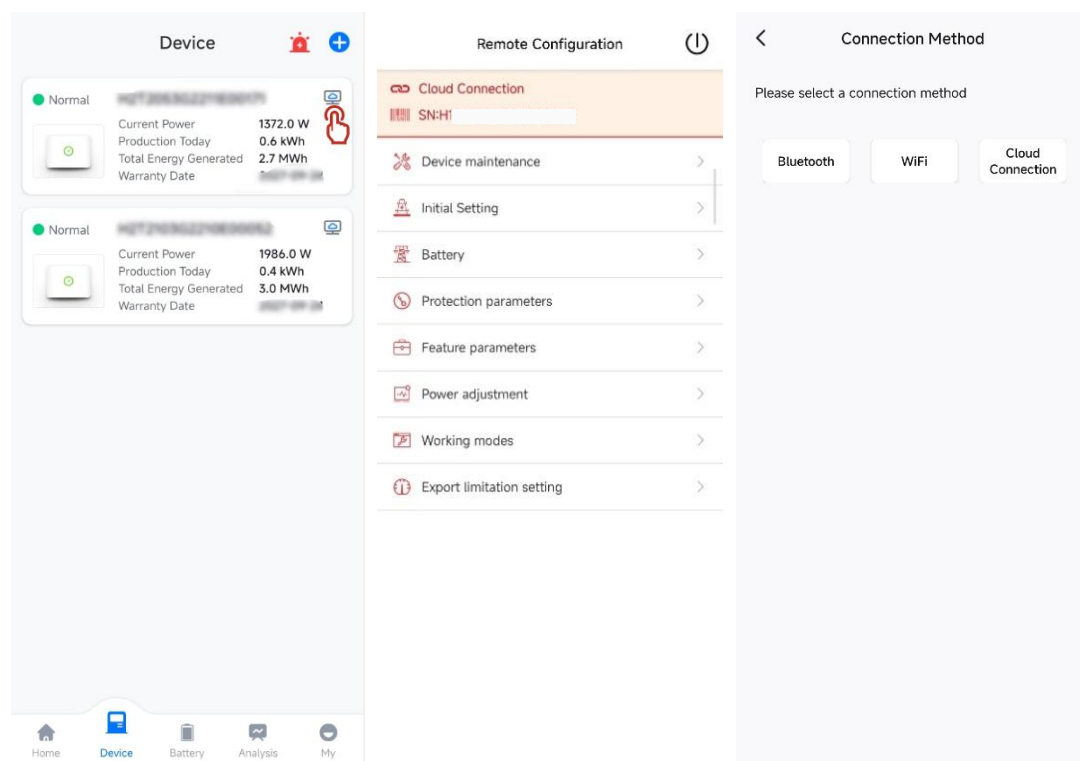 Device
Normal
Current Power 1372.0 W
Production Today 0.6 kWh
Total Energy Generated 2.7 MWh
Warranty Date
Normal
Current Power 1986.0 W
Production Today 0.4 kWh
Total Energy Generated 3.0 MWh
Warranty Date
Home Device Battery Analysis My
Remote Configuration
Cloud Connection
SN:H1
Device maintenance
Initial Setting
Battery
Protection parameters
Feature parameters
Power adjustment
Working modes
Export limitation setting
Connection Method
Please select a connection method
Bluetooth
WiFi
Cloud
Connection